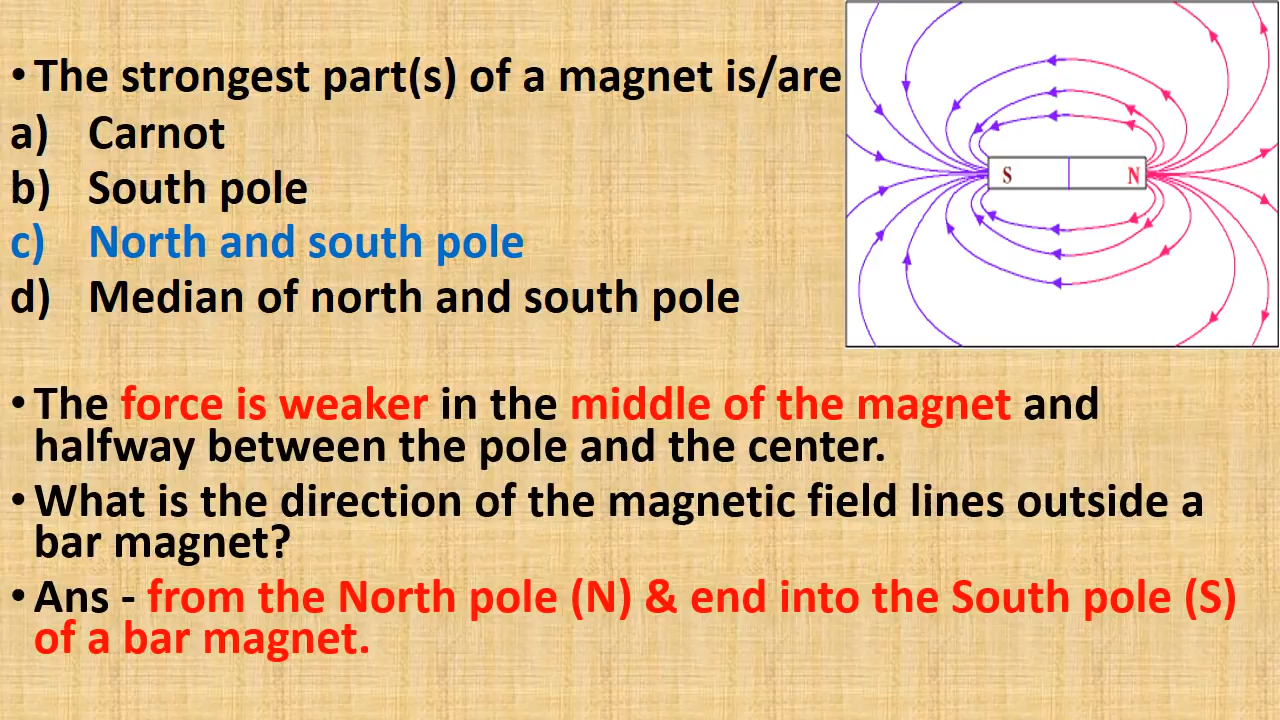 • The strongest part(s) of a magnet is/are
a) Carnot
b) South pole
c) North and south pole
d) Median of north and south pole
S N
• The force is weaker in the middle of the magnet and
halfway between the pole and the center.
• What is the direction of the magnetic field lines outside a
bar magnet?
• Ans - from the North pole (N) & end into the South pole (S)
of a bar magnet.